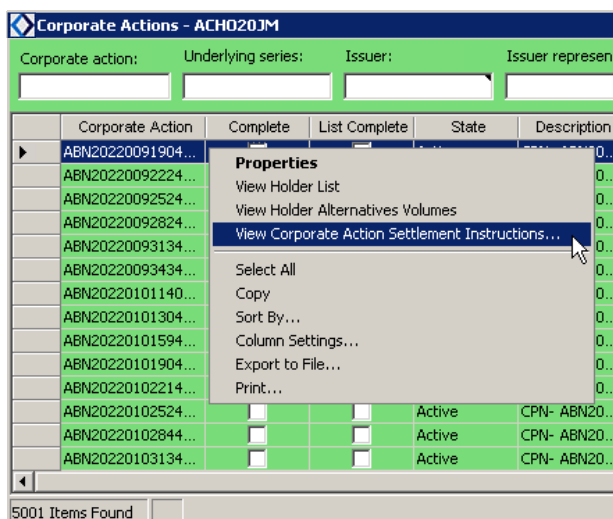 Corporate Actions - ACHO20JM
Corporate action: Underlying series: Issuer: Issuer represen
Corporate Action Complete List Complete State Description
ABN20220091904...
ABN20220092224...
ABN20220092524...
ABN20220092824...
ABN20220093134...
ABN20220093434...
ABN20220101140...
ABN20220101304...
ABN20220101594...
ABN20220101904...
ABN20220102214...
ABN20220102524... Active CPN- ABN20...
ABN20220102844... Active CPN- ABN20...
ABN20220103134... Active CPN- ABN20...
Properties
View Holder List
View Holder Alternatives Volumes
View Corporate Action Settlement Instructions...
Select All
Copy
Sort By...
Column Settings...
Export to File...
Print...
5001 Items Found